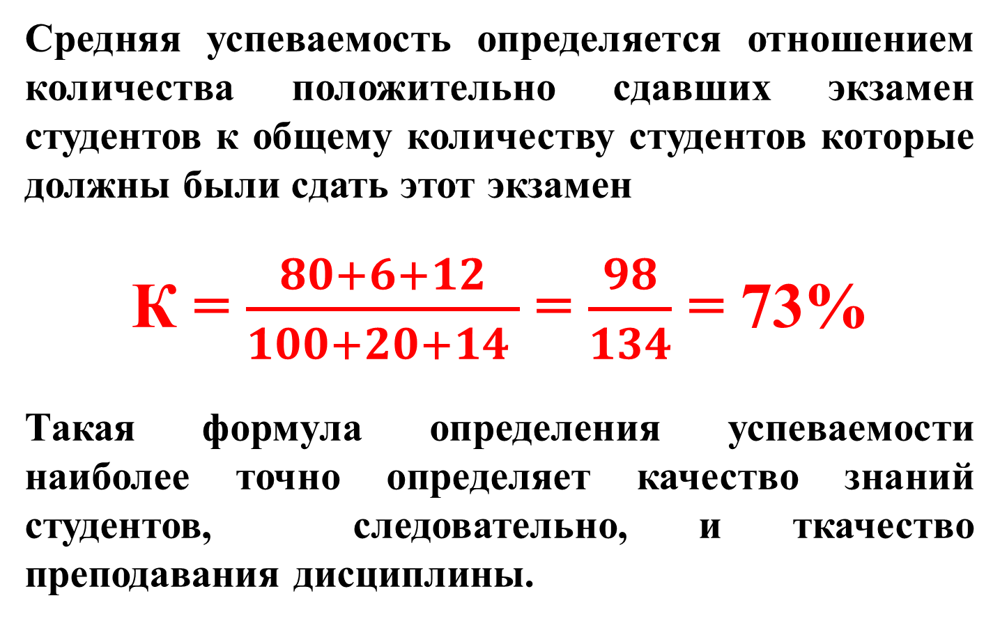 Средняя успеваемость определяется отношением
количества положительно сдавших экзамен
студентов к общему количеству студентов которые
должны были сдать этот экзамен
К = 80+6+12 / 100+20+14 = 98 / 134 = 73%
Такая формула определения успеваемости
наиболее точно определяет качество знаний
студентов, следовательно, и ткачество
преподавания дисциплины.